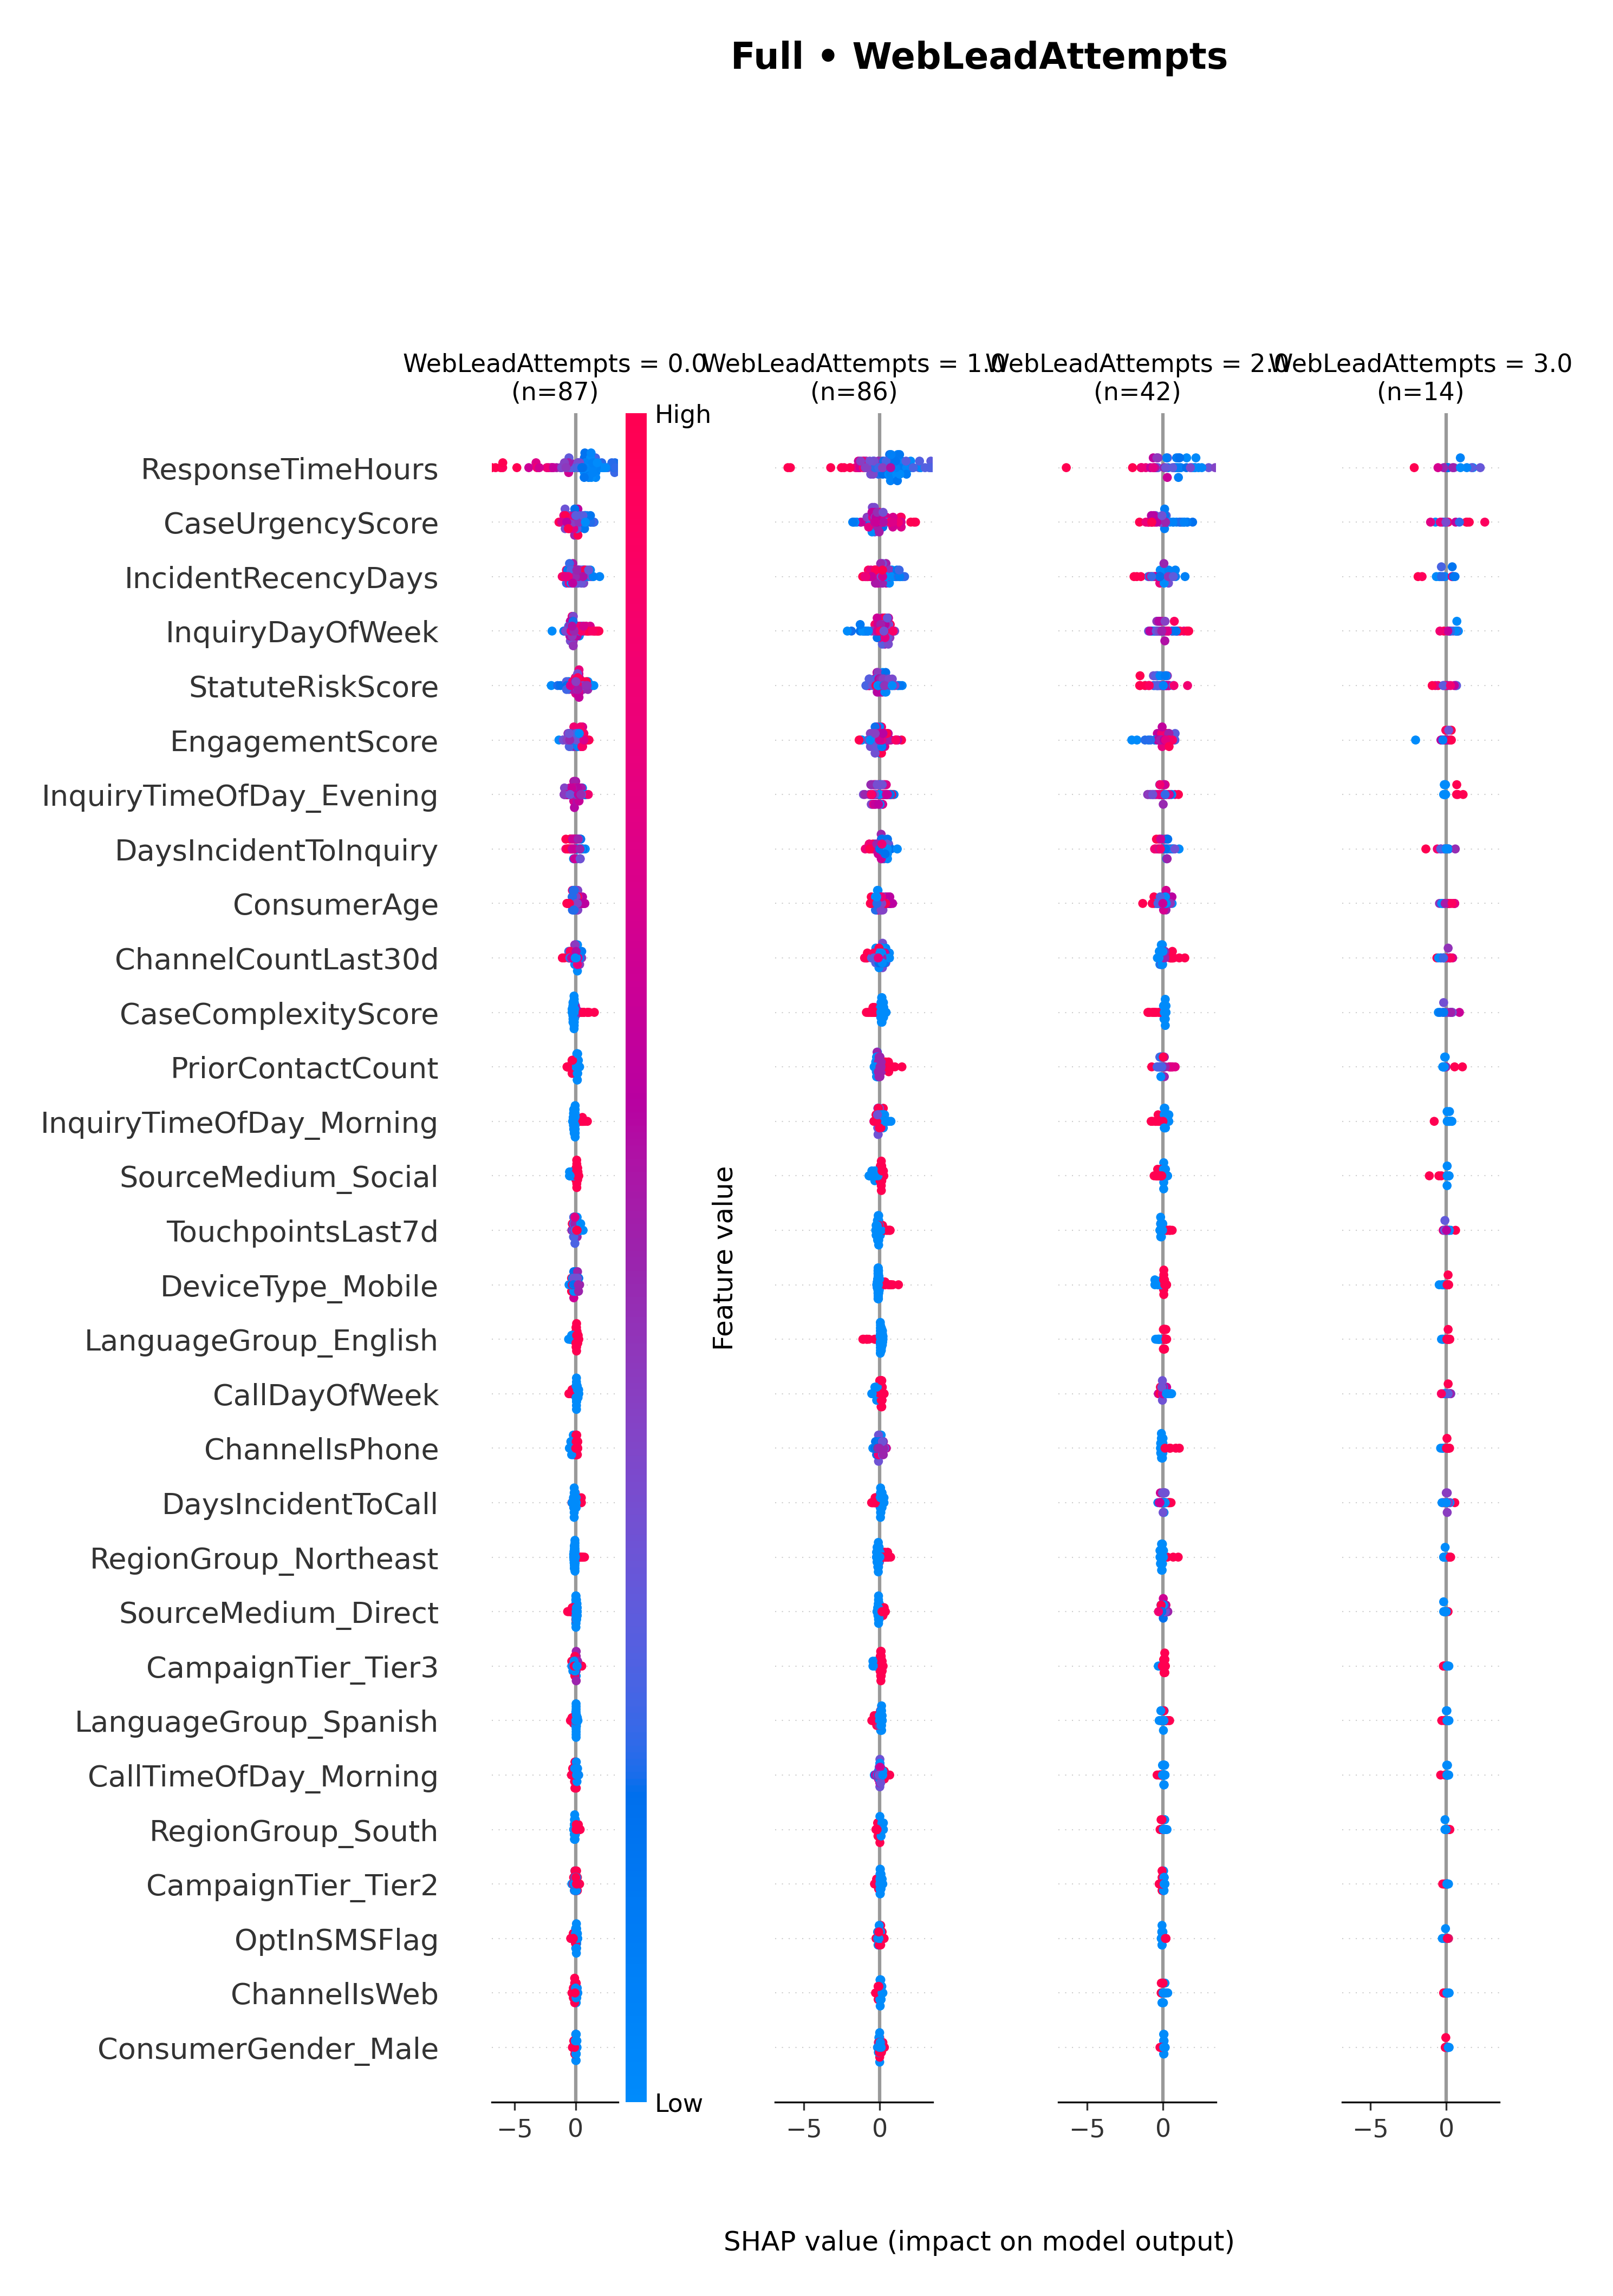 Full • WebLeadAttempts
WebLeadAttempts = 0.0
(n=87)
WebLeadAttempts = 1.0
(n=86)
WebLeadAttempts = 2.0
(n=42)
WebLeadAttempts = 3.0
(n=14)
High
ResponseTimeHours
CaseUrgencyScore
IncidentRecencyDays
InquiryDayOfWeek
StatuteRiskScore
EngagementScore
InquiryTimeOfDay_Evening
DaysIncidentToInquiry
ConsumerAge
ChannelCountLast30d
CaseComplexityScore
PriorContactCount
InquiryTimeOfDay_Morning
SourceMedium_Social
TouchpointsLast7d
DeviceType_Mobile
LanguageGroup_English
CallDayOfWeek
ChannelIsPhone
DaysIncidentToCall
RegionGroup_Northeast
SourceMedium_Direct
CampaignTier_Tier3
LanguageGroup_Spanish
CallTimeOfDay_Morning
RegionGroup_South
CampaignTier_Tier2
OptInSMSFlag
ChannelIsWeb
ConsumerGender_Male
Feature value
Low
−5 0
−5 0
−5 0
−5 0
SHAP value (impact on model output)